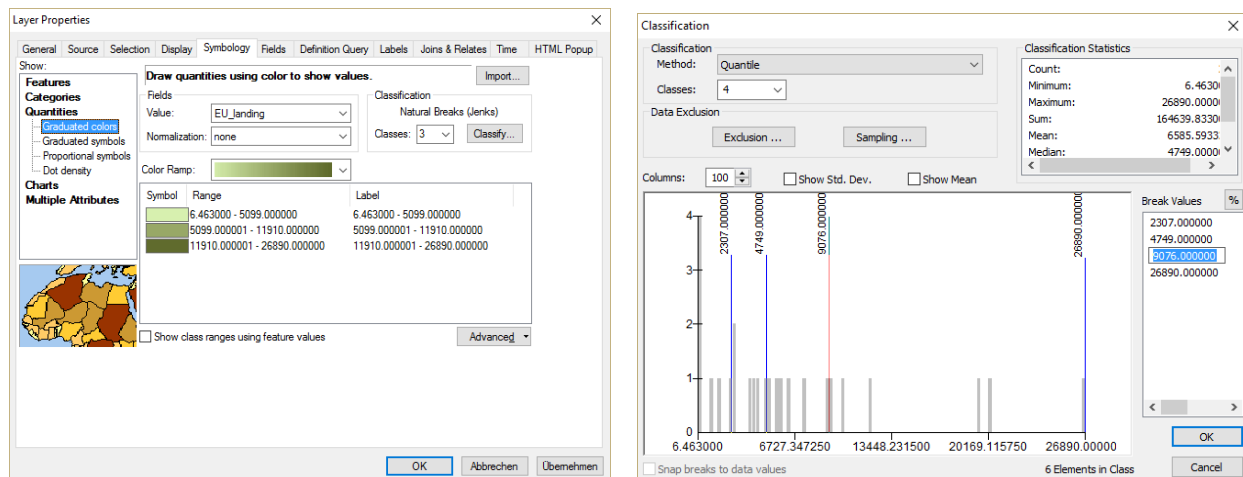 Layer Properties
General Source Selection Display Symbology Fields Definition Query Labels Joins & Relates Time HTML Popup
Show:
Features
Categories
Quantities
Graduated colors
Graduated symbols
Proportional symbols
Dot density
Charts
Multiple Attributes
Draw quantities using color to show values.
Import...
Fields
Value: EU_landing
Normalization: none
Classification
Natural Breaks (Jenks)
Classes: 3 Classify...
Color Ramp:
Symbol Range Label
6.463000 - 5099.000000 6.463000 - 5099.000000
5099.000001 - 11910.000000 5099.000001 - 11910.000000
11910.000001 - 26890.000000 11910.000001 - 26890.000000
Show class ranges using feature values
Advanced
OK Abbrechen Übernehmen
Classification
Classification
Method: Quantile
Classes: 4
Data Exclusion
Exclusion ... Sampling ...
Classification Statistics
Count:
Minimum: 6.4630
Maximum: 26890.0000
Sum: 164639.8330
Mean: 6585.5933
Median: 4749.0000
Columns: 100 Show Std. Dev. Show Mean
Break Values %
2307.000000
4749.000000
9076.000000
26890.000000
2307.000000 4749.000000 9076.000000 26890.000000
4
3
2
1
0
6.463000 6727.347250 13448.231500 20169.115750 26890.00000
OK
Snap breaks to data values 6 Elements in Class Cancel